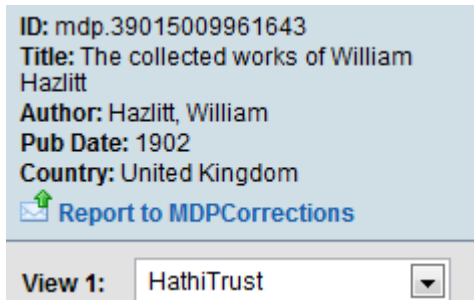 ID: mdp.39015009961643
Title: The collected works of William
Hazlitt
Author: Hazlitt, William
Pub Date: 1902
Country: United Kingdom
Report to MDPCorrections
View 1: HathiTrust